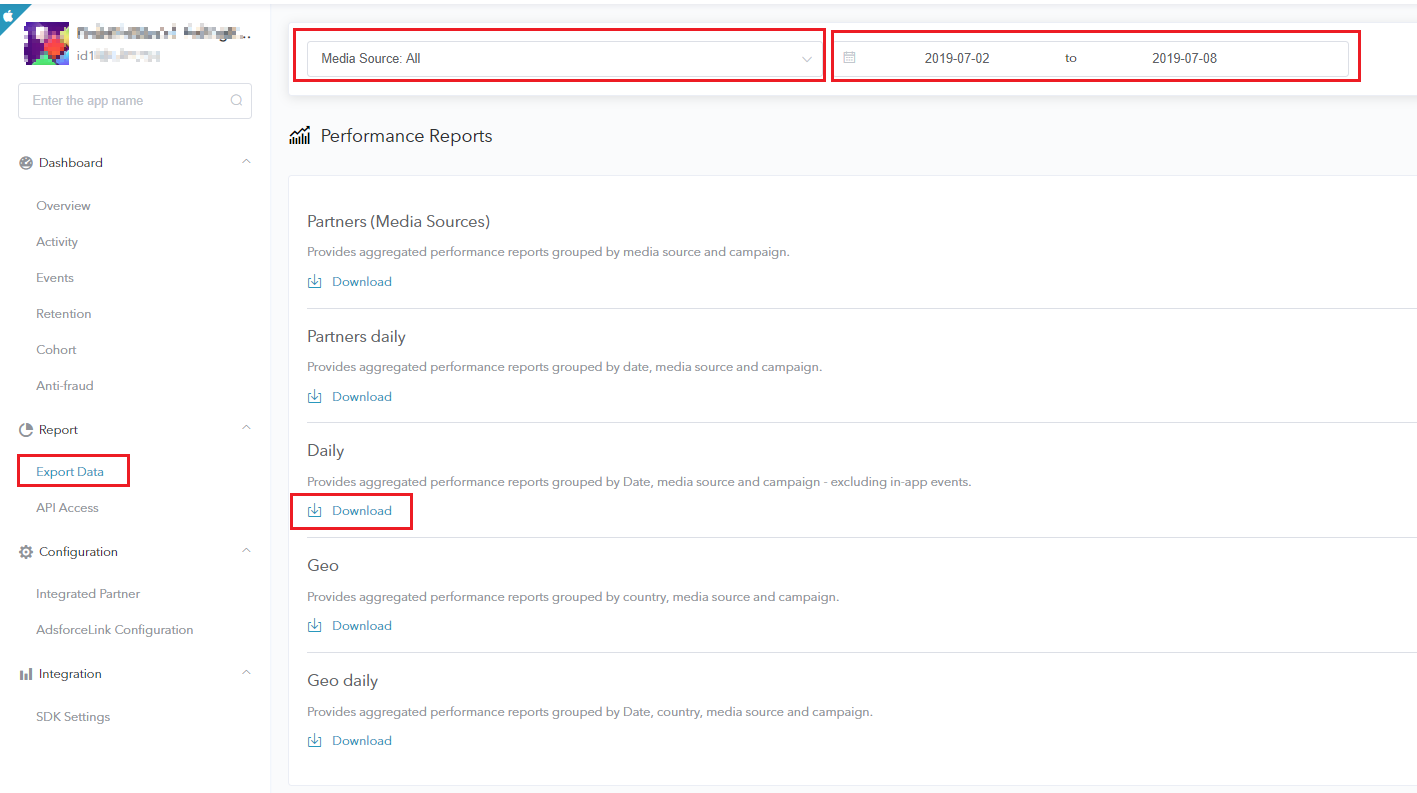 id1
Enter the app name
Dashboard
Overview
Activity
Events
Retention
Cohort
Anti-fraud
Report
Export Data
API Access
Configuration
Integrated Partner
AdsforceLink Configuration
Integration
SDK Settings
Media Source: All
2019-07-02 to 2019-07-08
Performance Reports
Partners (Media Sources)
Provides aggregated performance reports grouped by media source and campaign.
Download
Partners daily
Provides aggregated performance reports grouped by date, media source and campaign.
Download
Daily
Provides aggregated performance reports grouped by Date, media source and campaign - excluding in-app events.
Download
Geo
Provides aggregated performance reports grouped by country, media source and campaign.
Download
Geo daily
Provides aggregated performance reports grouped by Date, country, media source and campaign.
Download